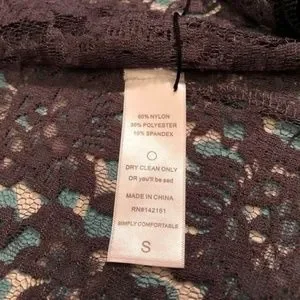 60% NYLON
30% POLYESTER
10% SPANDEX
DRY CLEAN ONLY
OR you'll be sad
MADE IN CHINA
RN#142161
SIMPLY COMFORTABLE
S